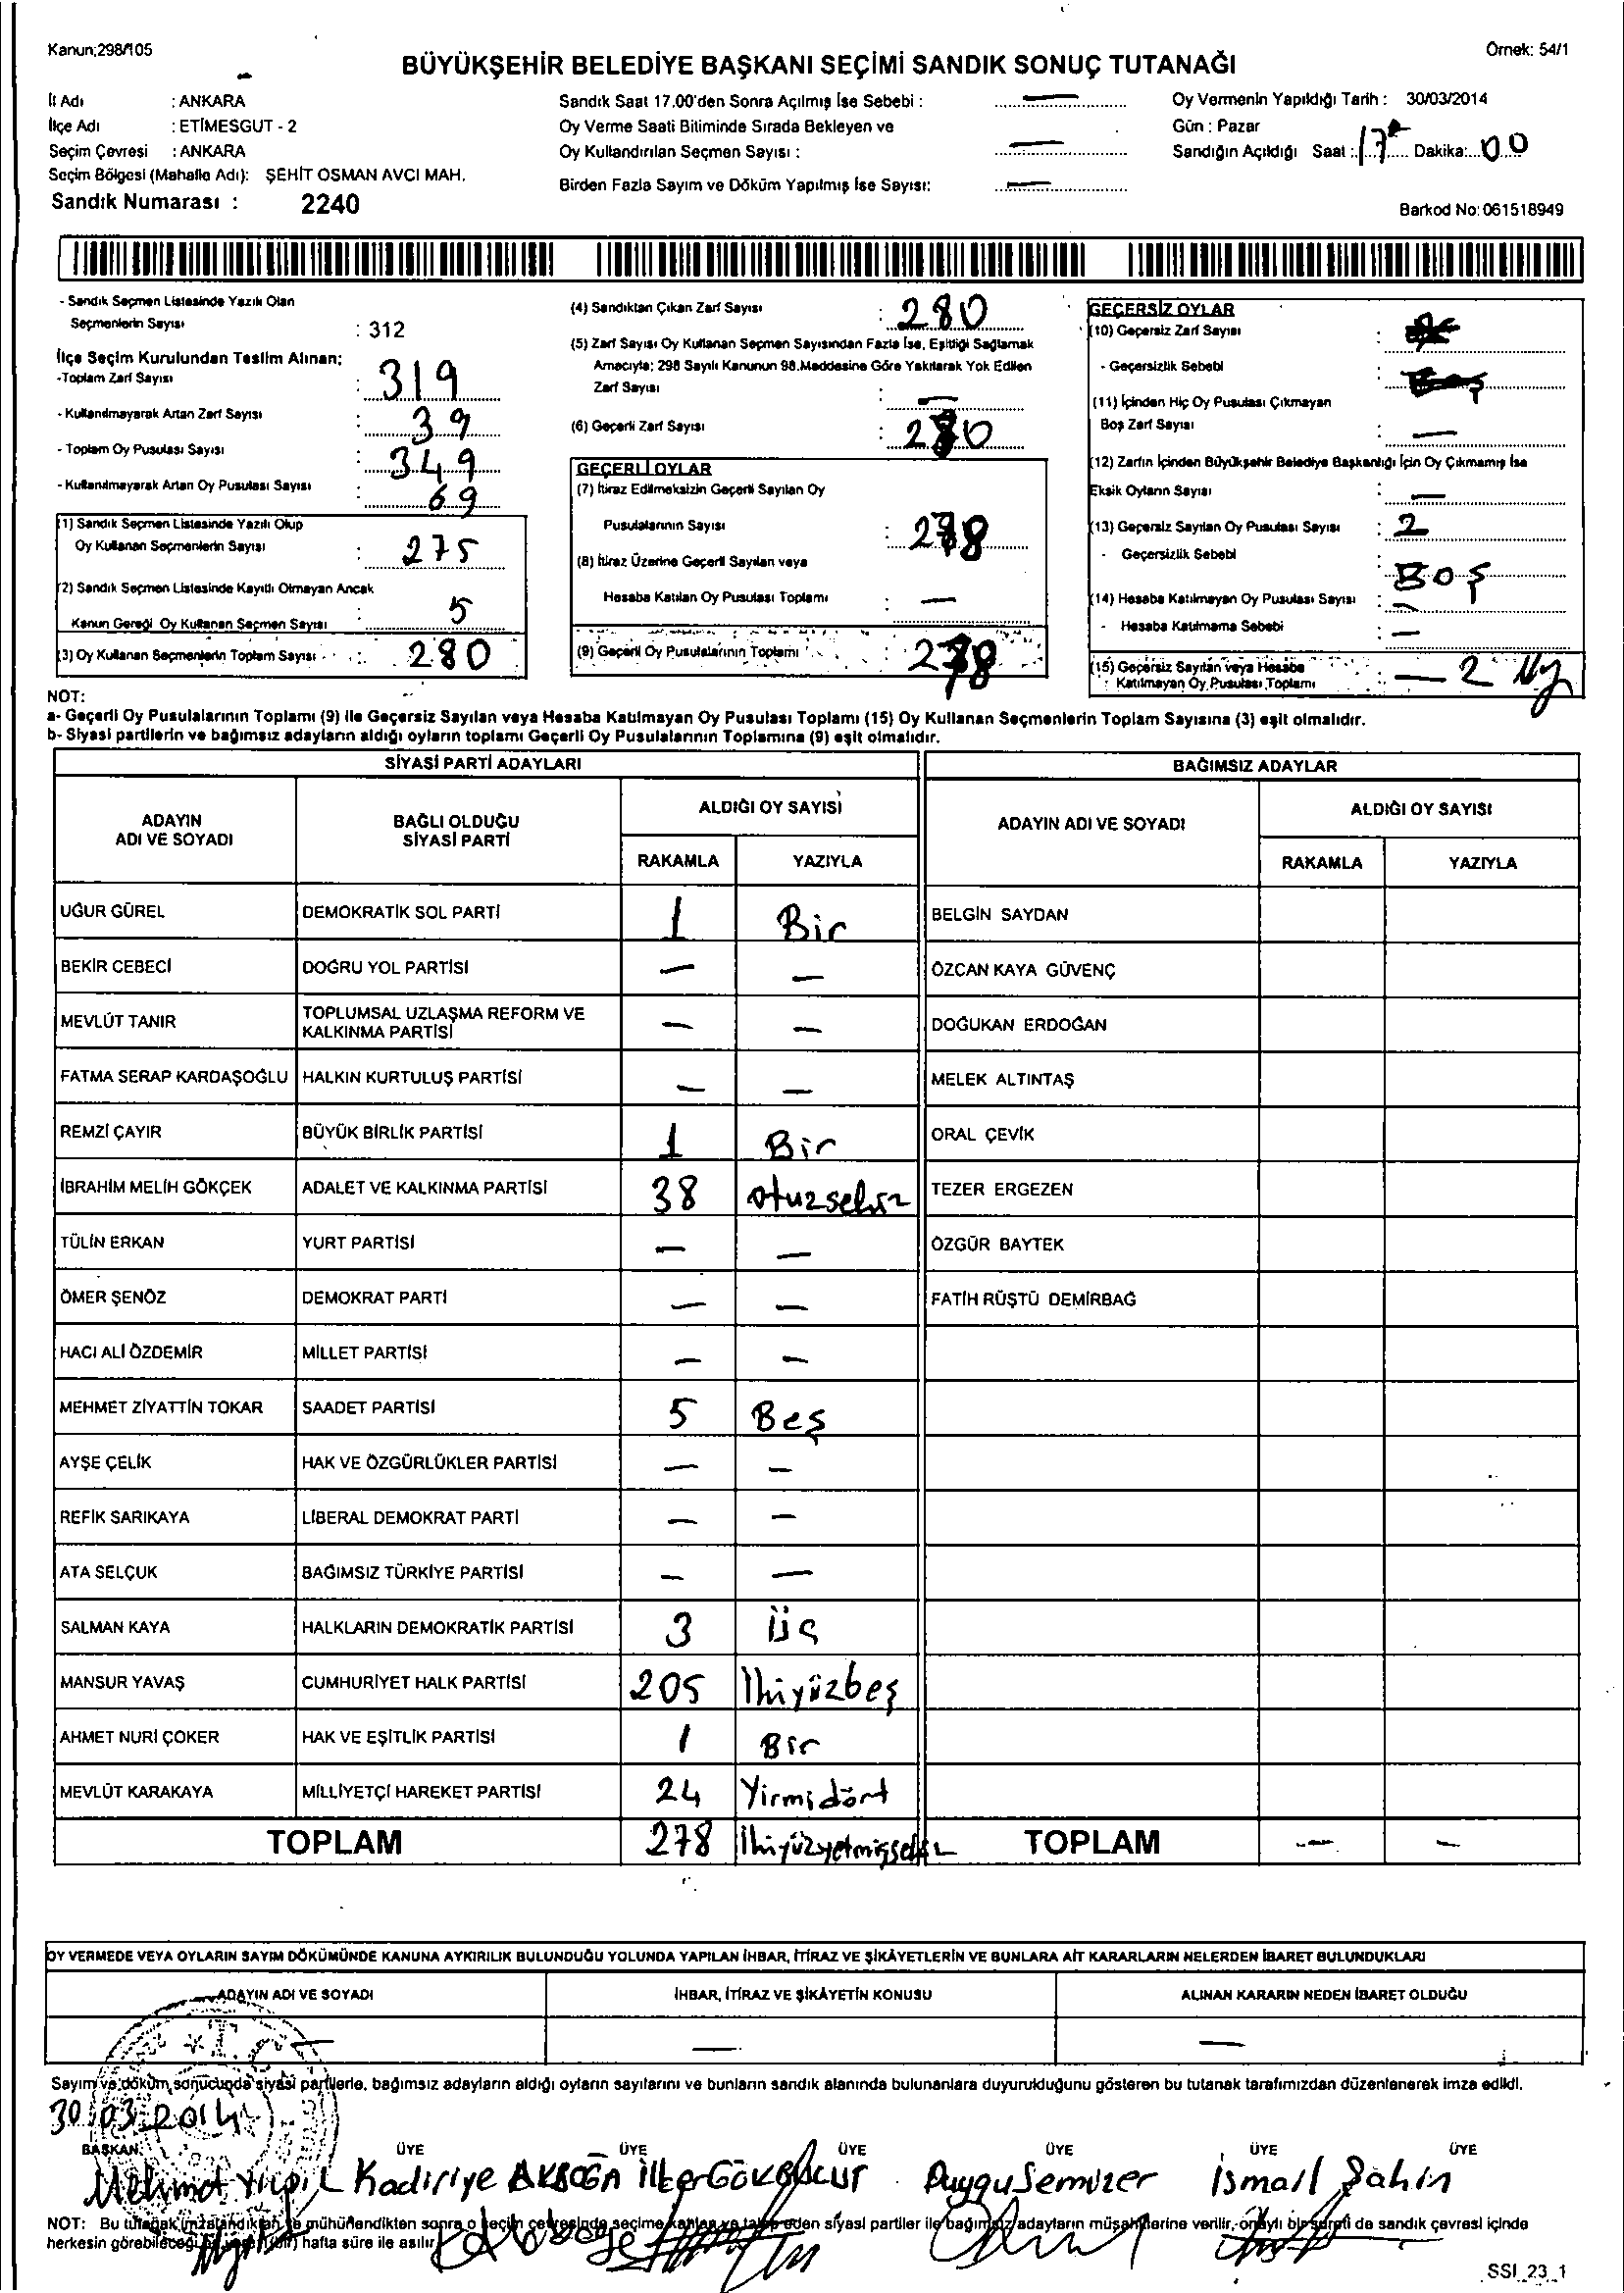 Kanun;298/105
Örnek: 54/1
BÜYÜKŞEHİR BELEDİYE BAŞKANI SEÇİMİ SANDIK SONUÇ TUTANAĞI
İl Adı : ANKARA
İlçe Adı : ETİMESGUT - 2
Seçim Çevresi : ANKARA
Seçim Bölgesi (Mahalle Adı): ŞEHİT OSMAN AVCI MAH.
Sandık Numarası : 2240
Sandık Saat 17.00'den Sonra Açılmış İse Sebebi : —
Oy Verme Saati Bitiminde Sırada Bekleyen ve
Oy Kullandırılan Seçmen Sayısı : —
Birden Fazla Sayım ve Döküm Yapılmış İse Sayısı: —
Oy Vermenin Yapıldığı Tarih : 30/03/2014
Gün : Pazar
Sandığın Açıldığı Saat : 17 Dakika: 00
Barkod No: 061518949
- Sandık Seçmen Listesinde Yazılı Olan
Seçmenlerin Sayısı : 312
İlçe Seçim Kurulundan Teslim Alınan;
-Toplam Zarf Sayısı : 319
- Kullanılmayarak Artan Zarf Sayısı : 39
- Toplam Oy Pusulası Sayısı : 349
- Kullanılmayarak Artan Oy Pusulası Sayısı : 69
(1) Sandık Seçmen Listesinde Yazılı Olup
Oy Kullanan Seçmenlerin Sayısı : 275
(2) Sandık Seçmen Listesinde Kayıtlı Olmayan Ancak
Kanun Gereği Oy Kullanan Seçmen Sayısı : 5
(3) Oy Kullanan Seçmenlerin Toplam Sayısı : 280
(4) Sandıktan Çıkan Zarf Sayısı : 280
(5) Zarf Sayısı Oy Kullanan Seçmen Sayısından Fazla İse, Eşitliği Sağlamak
Amacıyla; 298 Sayılı Kanunun 98.Maddesine Göre Yakılarak Yok Edilen
Zarf Sayısı : —
(6) Geçerli Zarf Sayısı : 280
GEÇERLİ OYLAR
(7) İtiraz Edilmeksizin Geçerli Sayılan Oy
Pusulalarının Sayısı : 278
(8) İtiraz Üzerine Geçerli Sayılan veya
Hesaba Katılan Oy Pusulası Toplamı : —
(9) Geçerli Oy Pusulalarının Toplamı : 278
GEÇERSİZ OYLAR
(10) Geçersiz Zarf Sayısı :
- Geçersizlik Sebebi :
(11) İçinden Hiç Oy Pusulası Çıkmayan
Boş Zarf Sayısı : —
(12) Zarfın İçinden Büyükşehir Belediye Başkanlığı İçin Oy Çıkmamış İse
Eksik Oyların Sayısı : —
(13) Geçersiz Sayılan Oy Pusulası Sayısı : 2
- Geçersizlik Sebebi : Boş
(14) Hesaba Katılmayan Oy Pusulası Sayısı : —
- Hesaba Katılmama Sebebi : —
(15) Geçersiz Sayılan veya Hesaba
Katılmayan Oy Pusulası Toplamı : — 2
NOT:
a- Geçerli Oy Pusulalarının Toplamı (9) ile Geçersiz Sayılan veya Hesaba Katılmayan Oy Pusulası Toplamı (15) Oy Kullanan Seçmenlerin Toplam Sayısına (3) eşit olmalıdır.
b- Siyasi partilerin ve bağımsız adayların aldığı oyların toplamı Geçerli Oy Pusulalarının Toplamına (9) eşit olmalıdır.
SİYASİ PARTİ ADAYLARI
ADAYIN ADI VE SOYADI BAĞLI OLDUĞU SİYASİ PARTİ ALDIĞI OY SAYISI
RAKAMLA YAZIYLA
UĞUR GÜREL DEMOKRATİK SOL PARTİ 1 Bir
BEKİR CEBECİ DOĞRU YOL PARTİSİ — —
MEVLÜT TANIR TOPLUMSAL UZLAŞMA REFORM VE KALKINMA PARTİSİ — —
FATMA SERAP KARDAŞOĞLU HALKIN KURTULUŞ PARTİSİ — —
REMZİ ÇAYIR BÜYÜK BİRLİK PARTİSİ 1 Bir
İBRAHİM MELİH GÖKÇEK ADALET VE KALKINMA PARTİSİ 38 otuzsekiz
TÜLİN ERKAN YURT PARTİSİ — —
ÖMER ŞENÖZ DEMOKRAT PARTİ — —
HACI ALİ ÖZDEMİR MİLLET PARTİSİ — —
MEHMET ZİYATTİN TOKAR SAADET PARTİSİ 5 Beş
AYŞE ÇELİK HAK VE ÖZGÜRLÜKLER PARTİSİ — —
REFİK SARIKAYA LİBERAL DEMOKRAT PARTİ — —
ATA SELÇUK BAĞIMSIZ TÜRKİYE PARTİSİ — —
SALMAN KAYA HALKLARIN DEMOKRATİK PARTİSİ 3 üç
MANSUR YAVAŞ CUMHURİYET HALK PARTİSİ 205 İkiyüzbeş
AHMET NURİ ÇOKER HAK VE EŞİTLİK PARTİSİ 1 Bir
MEVLÜT KARAKAYA MİLLİYETÇİ HAREKET PARTİSİ 24 Yirmidört
TOPLAM 278 İkiyüzyetmişsekiz
BAĞIMSIZ ADAYLAR
ADAYIN ADI VE SOYADI ALDIĞI OY SAYISI
RAKAMLA YAZIYLA
BELGİN SAYDAN
ÖZCAN KAYA GÜVENÇ
DOĞUKAN ERDOĞAN
MELEK ALTINTAŞ
ORAL ÇEVİK
TEZER ERGEZEN
ÖZGÜR BAYTEK
FATİH RÜŞTÜ DEMİRBAĞ
TOPLAM — —
OY VERMEDE VEYA OYLARIN SAYIM DÖKÜMÜNDE KANUNA AYKIRILIK BULUNDUĞU YOLUNDA YAPILAN İHBAR, İTİRAZ VE ŞİKÂYETLERİN VE BUNLARA AİT KARARLARIN NELERDEN İBARET BULUNDUKLARI
ADAYIN ADI VE SOYADI İHBAR, İTİRAZ VE ŞİKÂYETİN KONUSU ALINAN KARARIN NEDEN İBARET OLDUĞU
— — —
T.C.
Sayım ve döküm sonucunda siyasi partilerle, bağımsız adayların aldığı oyların sayılarını ve bunların sandık alanında bulunanlara duyurulduğunu gösteren bu tutanak tarafımızdan düzenlenerek imza edildi.
30.03.2014
BAŞKAN ÜYE ÜYE ÜYE ÜYE ÜYE ÜYE
Mehmet Kadiriye İlker Duygu Semizer İsmail Şahin
NOT: Bu tutanak imzalandıktan ve mühürlendikten sonra o seçim çevresinde seçime katılan ve talep eden siyasi partiler ile bağımsız adayların müşahitlerine verilir, onaylı bir sureti de sandık çevresi içinde
herkesin görebileceği bir hafta süre ile asılır.
SSI_23_1